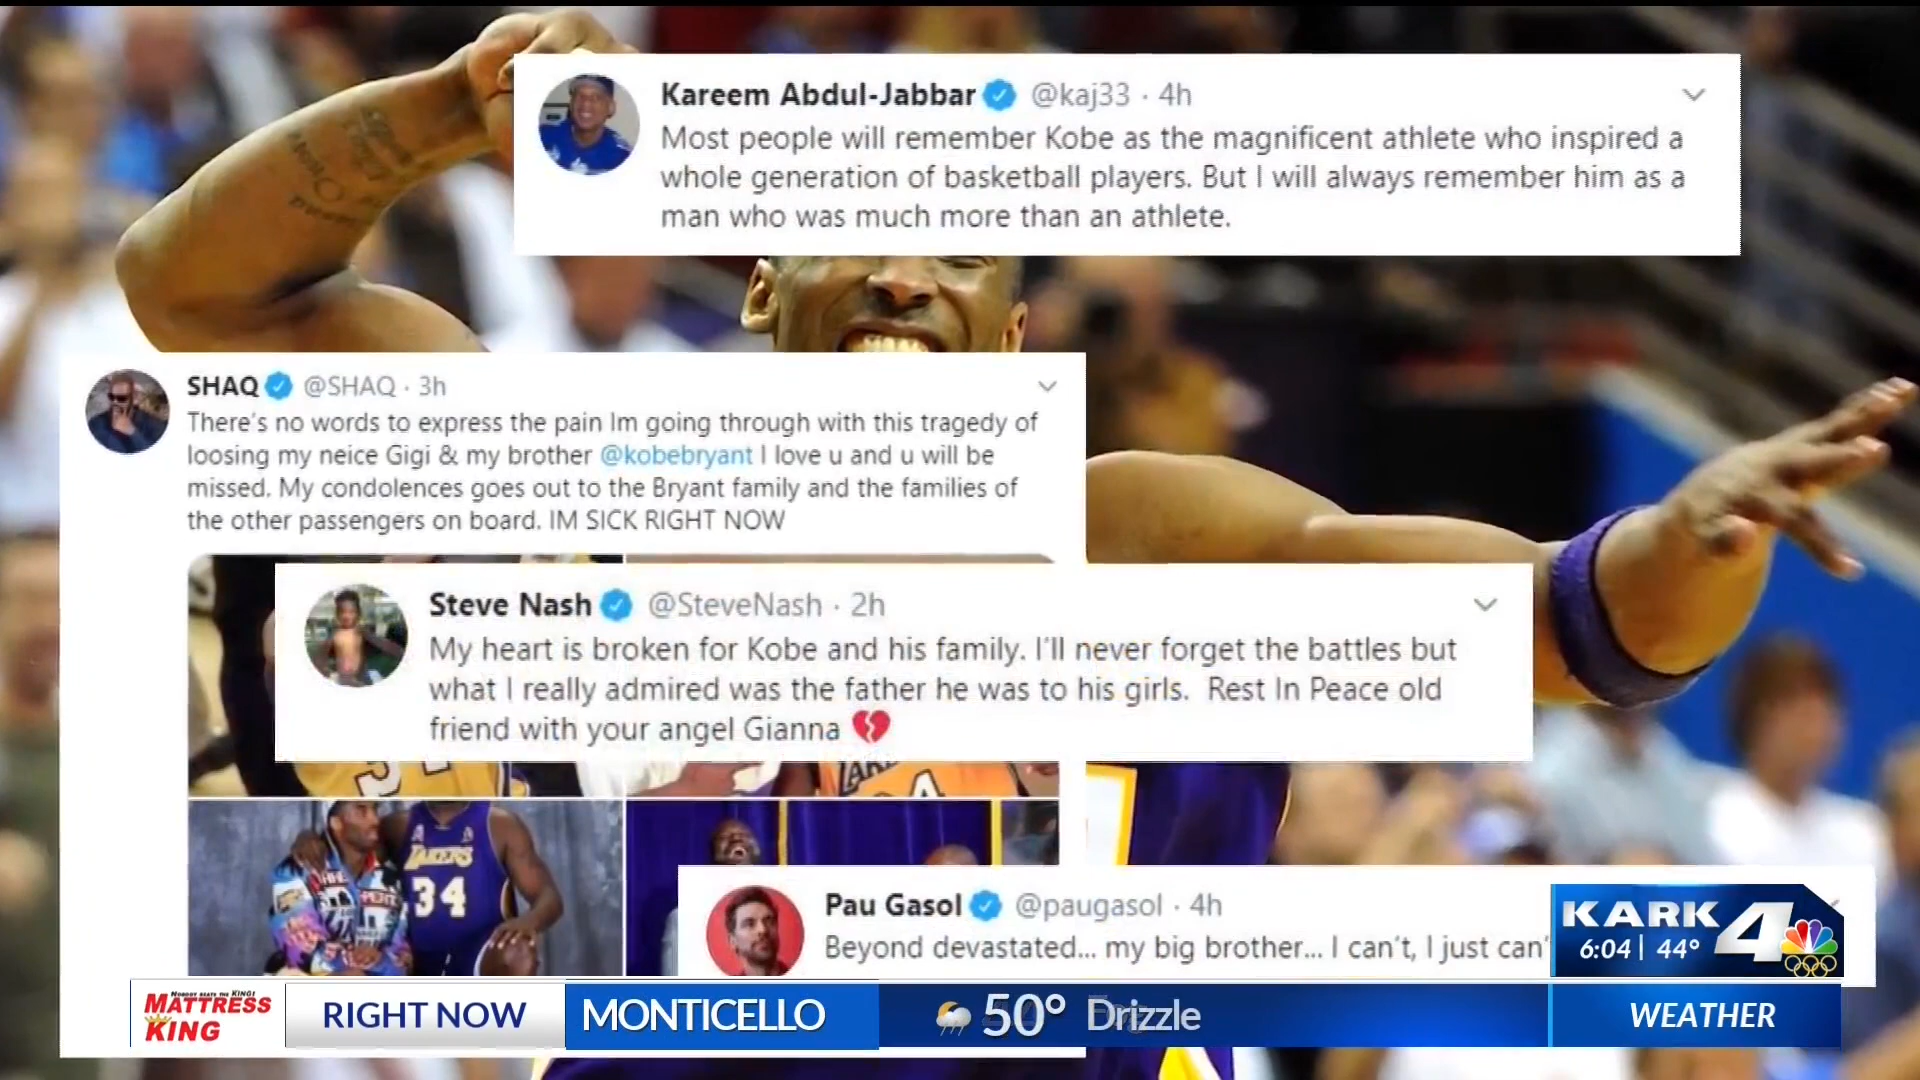 Kareem Abdul-Jabbar @kaj33 · 4h
Most people will remember Kobe as the magnificent athlete who inspired a
whole generation of basketball players. But I will always remember him as a
man who was much more than an athlete.
SHAQ @SHAQ · 3h
There's no words to express the pain Im going through with this tragedy of
loosing my neice Gigi & my brother @kobebryant I love u and u will be
missed. My condolences goes out to the Bryant family and the families of
the other passengers on board. IM SICK RIGHT NOW
Steve Nash @SteveNash · 2h
My heart is broken for Kobe and his family. I'll never forget the battles but
what I really admired was the father he was to his girls. Rest In Peace old
friend with your angel Gianna 💔
LAKERS
34
Pau Gasol @paugasol · 4h
Beyond devastated... my big brother... I can't, I just can'
KARK 4
6:04 | 44°
NOBODY BEATS THE KING!
MATTRESS
KING
RIGHT NOW
MONTICELLO
50° Drizzle
WEATHER